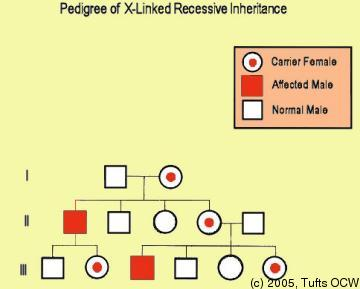 Pedigree of X-Linked Recessive Inheritance
Carrier Female
Affected Male
Normal Male
I
II
III
(c) 2005, Tufts OCW